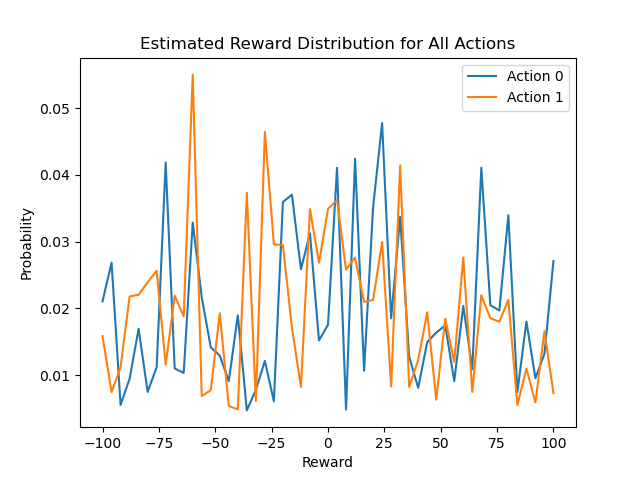 Estimated Reward Distribution for All Actions
Action 0
Action 1
Probability
0.05
0.04
0.03
0.02
0.01
−100
−75
−50
−25
0
25
50
75
100
Reward